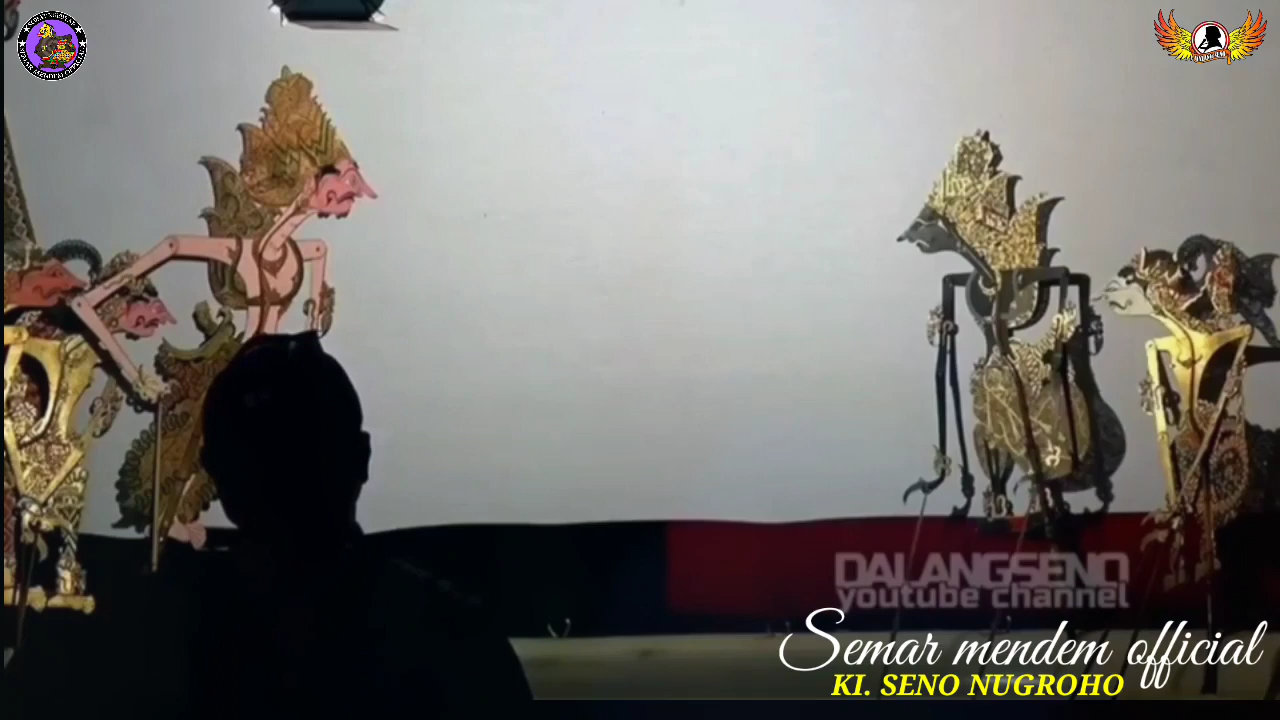 DALANGSENO
youtube channel
Semar mendem official
KI. SENO NUGROHO